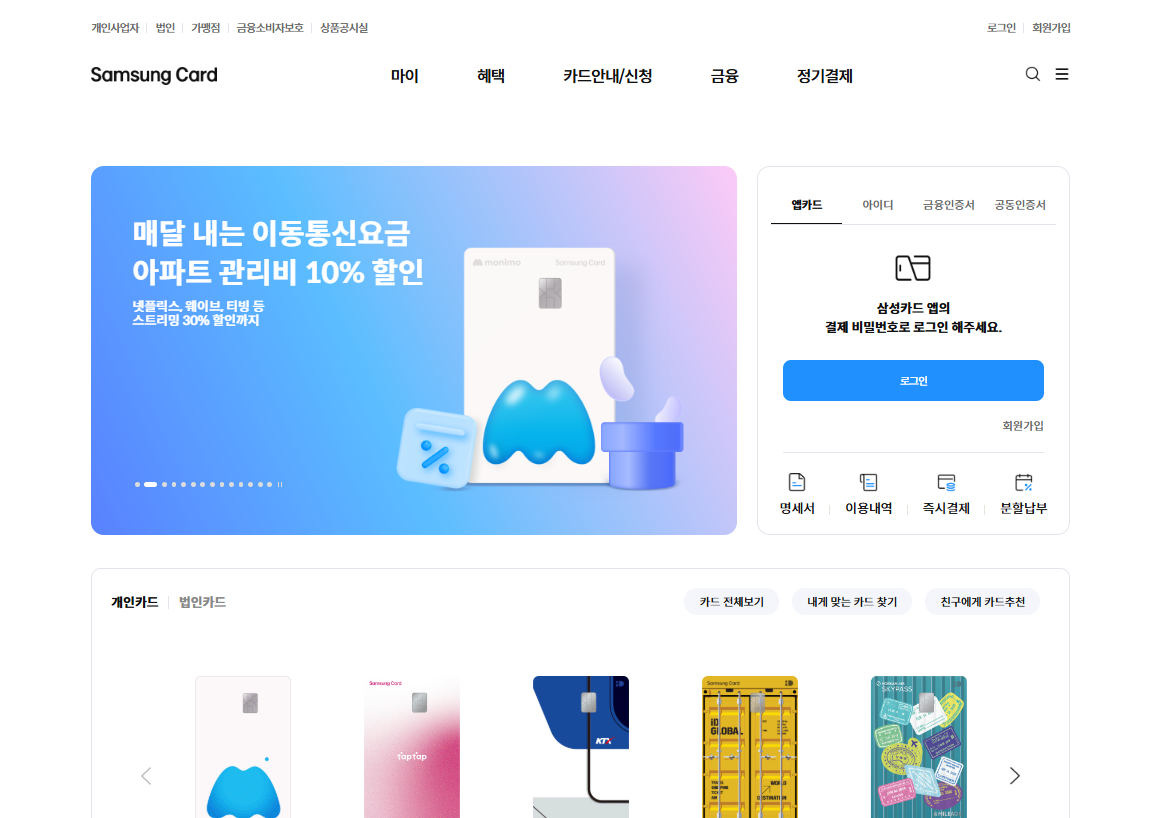 개인사업자 법인 가맹점 금융소비자보호 상품공시실 로그인 회원가입
Samsung Card 마이 혜택 카드안내/신청 금융 정기결제
매달 내는 이동통신요금
아파트 관리비 10% 할인
넷플릭스, 웨이브, 티빙 등
스트리밍 30% 할인까지
monimo Samsung Card
앱카드 아이디 금융인증서 공동인증서
삼성카드 앱의
결제 비밀번호로 로그인 해주세요.
로그인
회원가입
명세서 이용내역 즉시결제 분할납부
개인카드 법인카드 카드 전체보기 내게 맞는 카드 찾기 친구에게 카드추천
Samsung Card
taptap
KTX
Samsung Card iD
iD
GLOBAL
WORLD
DESTINATION
KOREAN AIR
SKYPASS